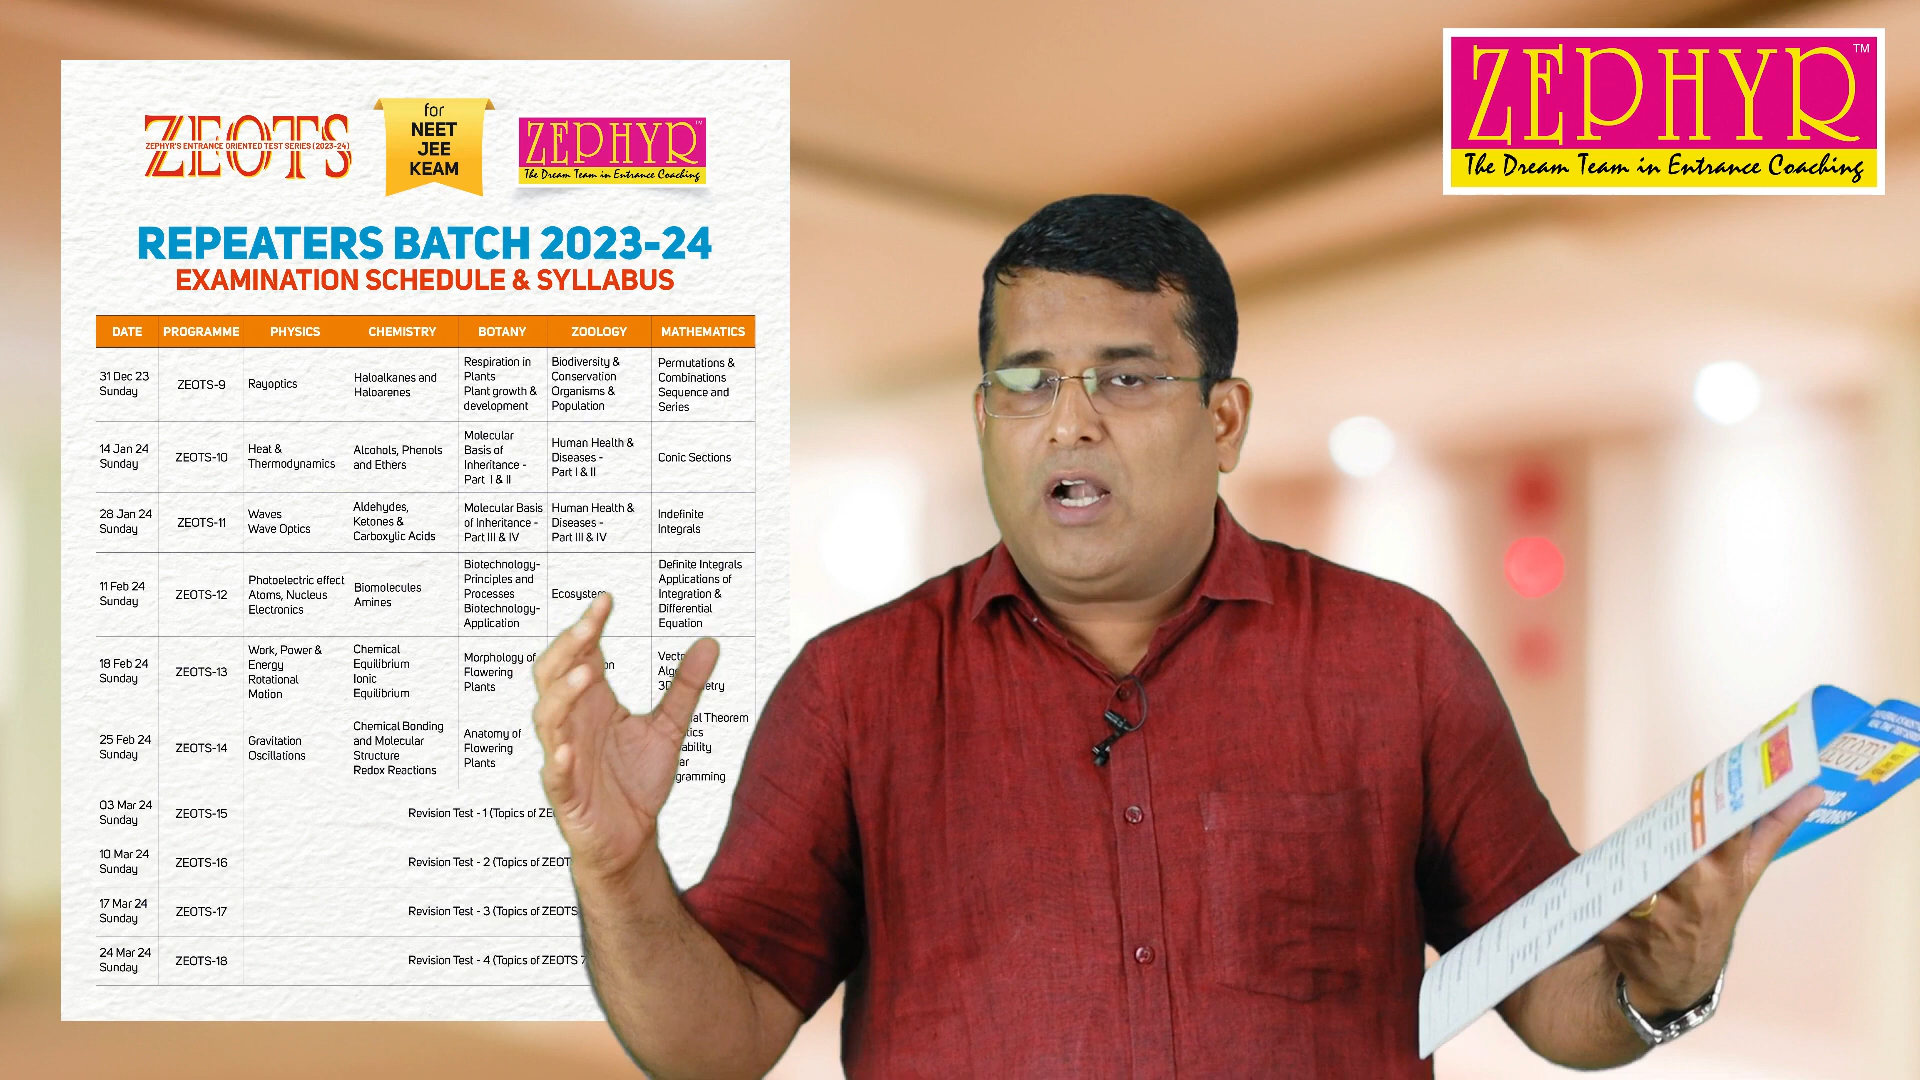 ZEOTS
ZEPHYR'S ENTRANCE ORIENTED TEST SERIES (2023-24)
for
NEET
JEE
KEAM
ZEPHYR™
The Dream Team in Entrance Coaching
ZEPHYR™
The Dream Team in Entrance Coaching
REPEATERS BATCH 2023-24
EXAMINATION SCHEDULE & SYLLABUS
DATE PROGRAMME PHYSICS CHEMISTRY BOTANY ZOOLOGY MATHEMATICS
31 Dec 23
Sunday
ZEOTS-9
Rayoptics
Haloalkanes and
Haloarenes
Respiration in
Plants
Plant growth &
development
Biodiversity &
Conservation
Organisms &
Population
Permutations &
Combinations
Sequence and
Series
14 Jan 24
Sunday
ZEOTS-10
Heat &
Thermodynamics
Alcohols, Phenols
and Ethers
Molecular
Basis of
Inheritance -
Part I & II
Human Health &
Diseases -
Part I & II
Conic Sections
28 Jan 24
Sunday
ZEOTS-11
Waves
Wave Optics
Aldehydes,
Ketones &
Carboxylic Acids
Molecular Basis
of Inheritance -
Part III & IV
Human Health &
Diseases -
Part III & IV
Indefinite
Integrals
11 Feb 24
Sunday
ZEOTS-12
Photoelectric effect
Atoms, Nucleus
Electronics
Biomolecules
Amines
Biotechnology-
Principles and
Processes
Biotechnology-
Application
Ecosystem
Definite Integrals
Applications of
Integration &
Differential
Equation
18 Feb 24
Sunday
ZEOTS-13
Work, Power &
Energy
Rotational
Motion
Chemical
Equilibrium
Ionic
Equilibrium
Morphology of
Flowering
Plants
25 Feb 24
Sunday
ZEOTS-14
Gravitation
Oscillations
Chemical Bonding
and Molecular
Structure
Redox Reactions
Anatomy of
Flowering
Plants
Theorem
03 Mar 24
Sunday
ZEOTS-15
Revision Test - 1 (Topics of
10 Mar 24
Sunday
ZEOTS-16
Revision Test - 2 (Topics of
17 Mar 24
Sunday
ZEOTS-17
Revision Test - 3 (Topics of ZEOTS
24 Mar 24
Sunday
ZEOTS-18
Revision Test - 4 (Topics of ZEOTS 7